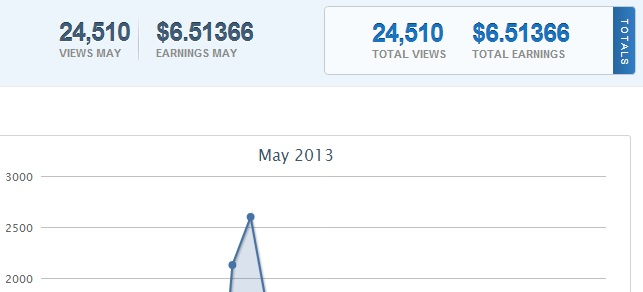 24,510 $6.51366 24,510 $6.51366
VIEWS MAY EARNINGS MAY TOTAL VIEWS TOTAL EARNINGS
TOTALS
May 2013
3000
2500
2000